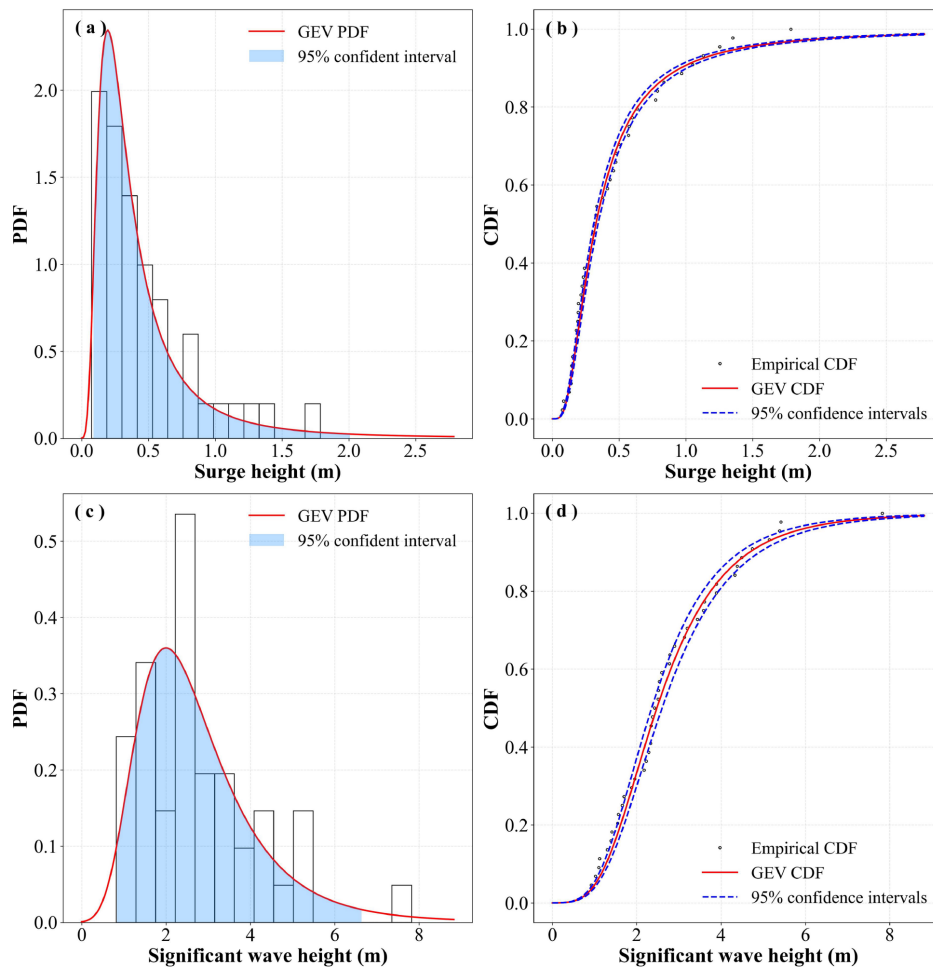 ( a )
GEV PDF
95% confident interval
PDF
2.0
1.5
1.0
0.5
0.0
0.0 0.5 1.0 1.5 2.0 2.5
Surge height (m)
( b )
CDF
1.0
0.8
0.6
0.4
0.2
0.0
Empirical CDF
GEV CDF
95% confidence intervals
0.0 0.5 1.0 1.5 2.0 2.5
Surge height (m)
( c )
GEV PDF
95% confident interval
PDF
0.5
0.4
0.3
0.2
0.1
0.0
0 2 4 6 8
Significant wave height (m)
( d )
CDF
1.0
0.8
0.6
0.4
0.2
0.0
Empirical CDF
GEV CDF
95% confidence intervals
0 2 4 6 8
Significant wave height (m)